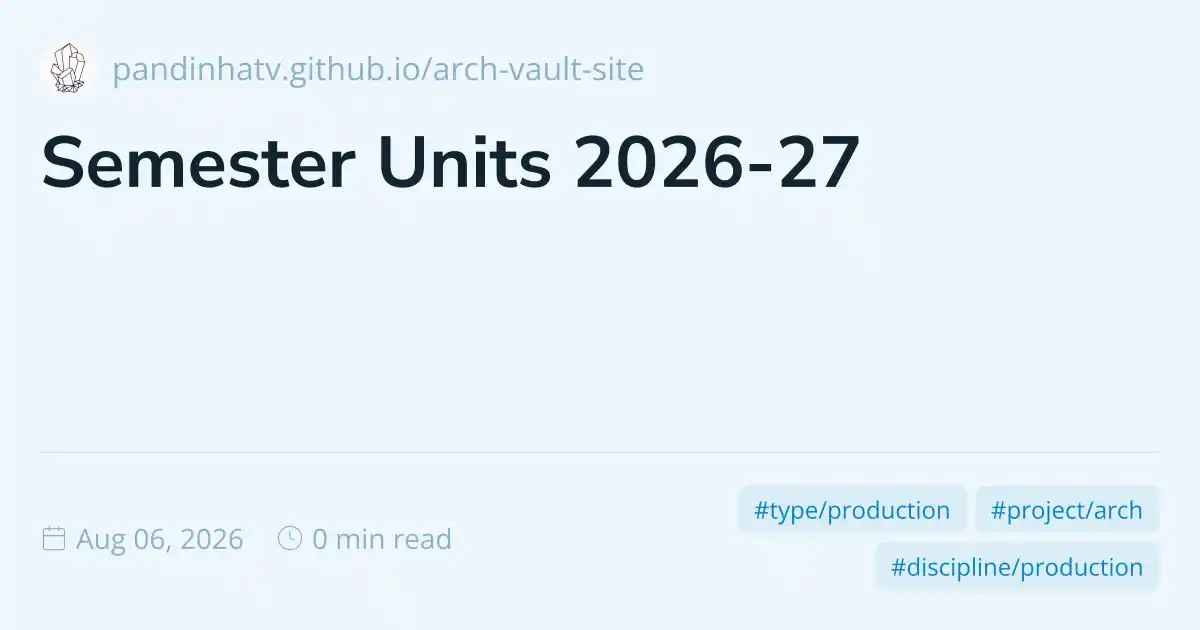 pandinhatv.github.io/arch-vault-site
Semester Units 2026-27
Aug 06, 2026 0 min read
#type/production #project/arch
#discipline/production